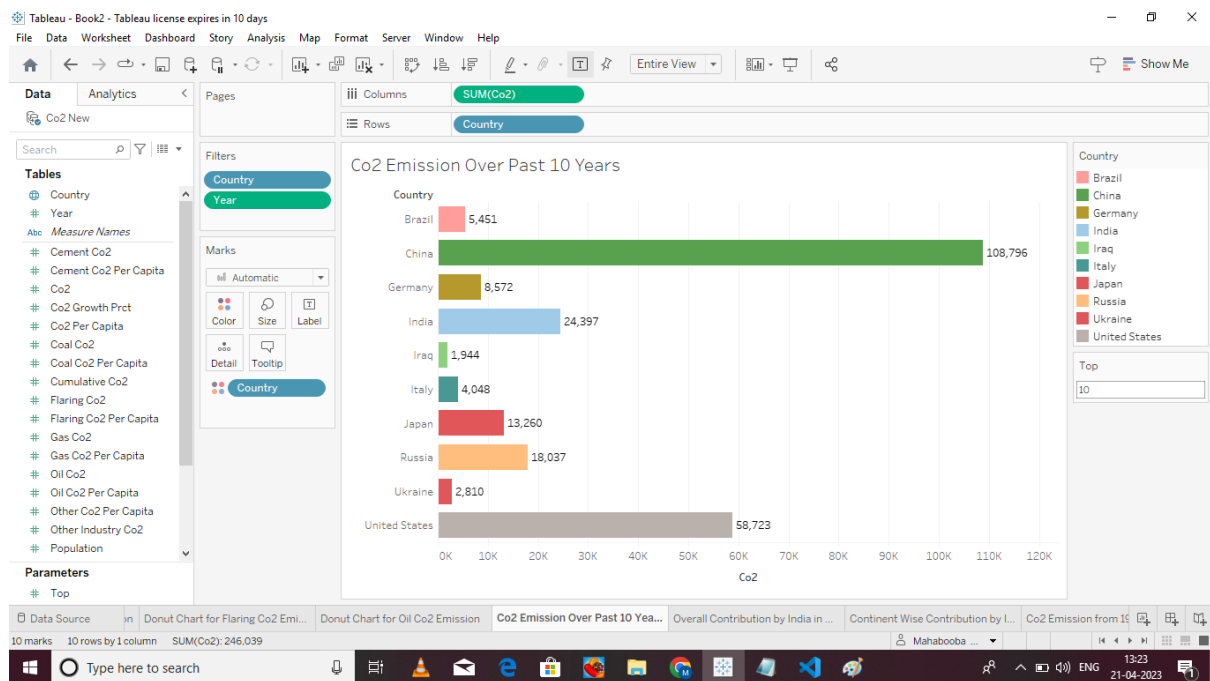 Tableau - Book2 - Tableau license expires in 10 days
File Data Worksheet Dashboard Story Analysis Map Format Server Window Help
Entire View
Show Me
Data Analytics
Co2 New
Search
Tables
Country
Year
Abc Measure Names
Cement Co2
Cement Co2 Per Capita
Co2
Co2 Growth Prct
Co2 Per Capita
Coal Co2
Coal Co2 Per Capita
Cumulative Co2
Flaring Co2
Flaring Co2 Per Capita
Gas Co2
Gas Co2 Per Capita
Oil Co2
Oil Co2 Per Capita
Other Co2 Per Capita
Other Industry Co2
Population
Parameters
Top
Pages
Filters
Country
Year
Marks
Automatic
Color Size Label
Detail Tooltip
Country
Columns SUM(Co2)
Rows Country
Co2 Emission Over Past 10 Years
Country
Brazil 5,451
China 108,796
Germany 8,572
India 24,397
Iraq 1,944
Italy 4,048
Japan 13,260
Russia 18,037
Ukraine 2,810
United States 58,723
0K 10K 20K 30K 40K 50K 60K 70K 80K 90K 100K 110K 120K
Co2
Country
Brazil
China
Germany
India
Iraq
Italy
Japan
Russia
Ukraine
United States
Top
10
Data Source on Donut Chart for Flaring Co2 Emi... Donut Chart for Oil Co2 Emission Co2 Emission Over Past 10 Yea... Overall Contribution by India in ... Continent Wise Contribution by I... Co2 Emission from 19
10 marks 10 rows by 1 column SUM(Co2): 246,039 Mahabooba ...
Type here to search
ENG
13:23
21-04-2023